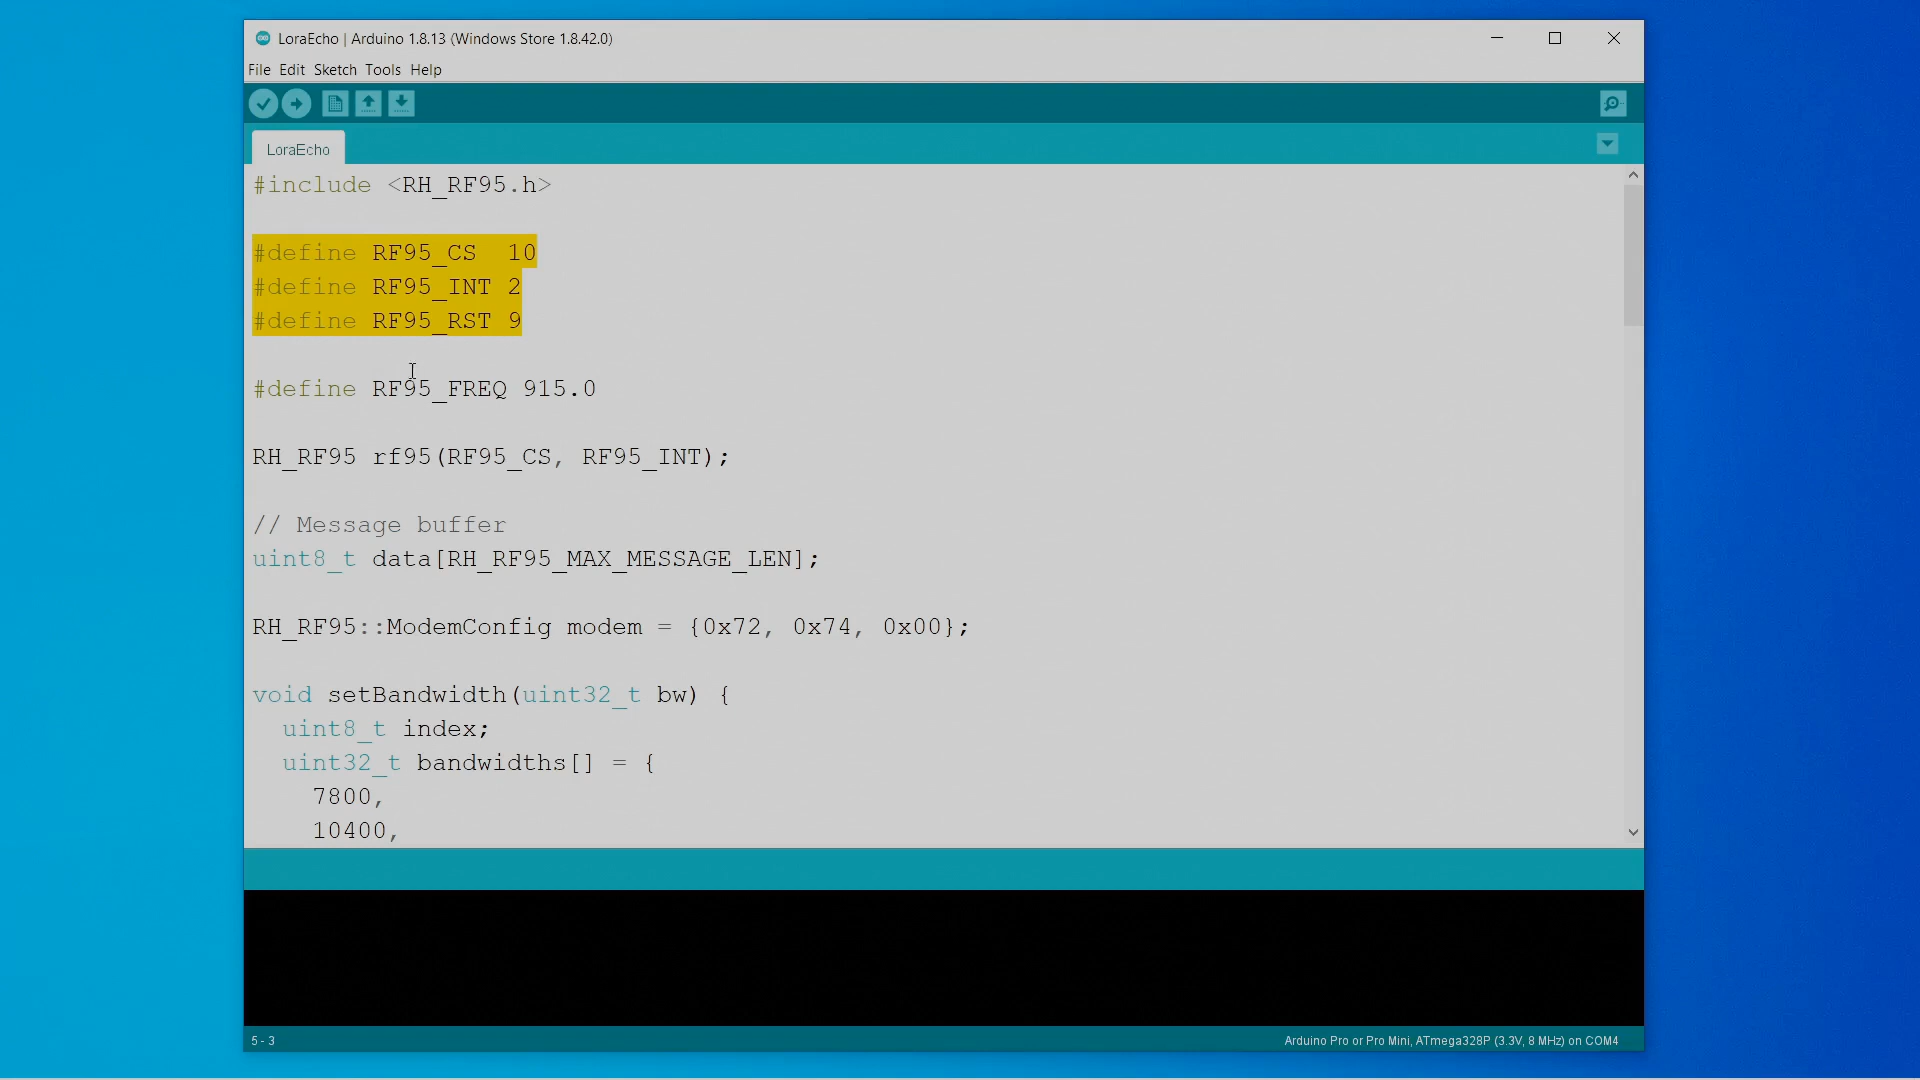 LoraEcho | Arduino 1.8.13 (Windows Store 1.8.42.0)
File Edit Sketch Tools Help
LoraEcho
#include <RH_RF95.h>
#define RF95_CS  10
#define RF95_INT 2
#define RF95_RST 9
#define RF95_FREQ 915.0
RH_RF95 rf95(RF95_CS, RF95_INT);
// Message buffer
uint8_t data[RH_RF95_MAX_MESSAGE_LEN];
RH_RF95::ModemConfig modem = {0x72, 0x74, 0x00};
void setBandwidth(uint32_t bw) {
  uint8_t index;
  uint32_t bandwidths[] = {
    7800,
    10400,
5 - 3
Arduino Pro or Pro Mini, ATmega328P (3.3V, 8 MHz) on COM4